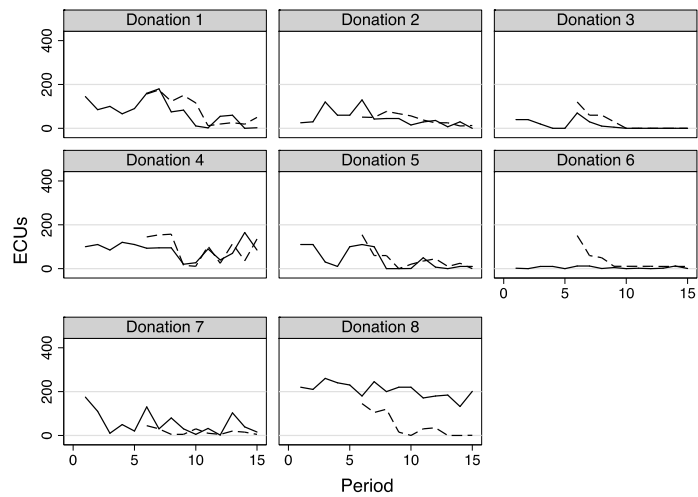 Donation 1 Donation 2 Donation 3
0 200 400
Donation 4 Donation 5 Donation 6
0 200 400
ECUs
0 5 10 15
Donation 7 Donation 8
0 200 400
0 5 10 15 0 5 10 15
Period